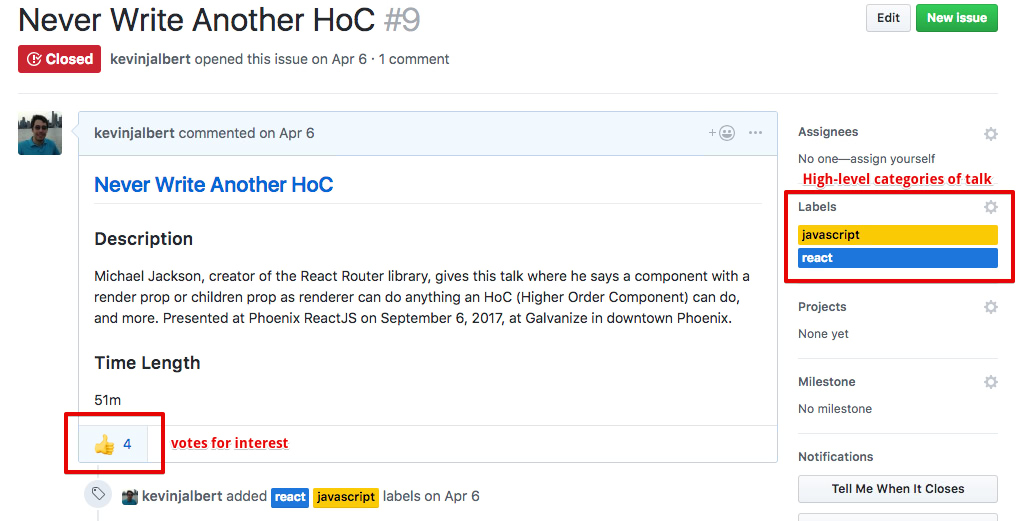 Never Write Another HoC #9
Edit
New issue
Closed
kevinjalbert opened this issue on Apr 6 · 1 comment
kevinjalbert commented on Apr 6
Never Write Another HoC
Description
Michael Jackson, creator of the React Router library, gives this talk where he says a component with a
render prop or children prop as renderer can do anything an HoC (Higher Order Component) can do,
and more. Presented at Phoenix ReactJS on September 6, 2017, at Galvanize in downtown Phoenix.
Time Length
51m
4
votes for interest
kevinjalbert added react javascript labels on Apr 6
Assignees
No one—assign yourself
High-level categories of talk
Labels
javascript
react
Projects
None yet
Milestone
No milestone
Notifications
Tell Me When It Closes